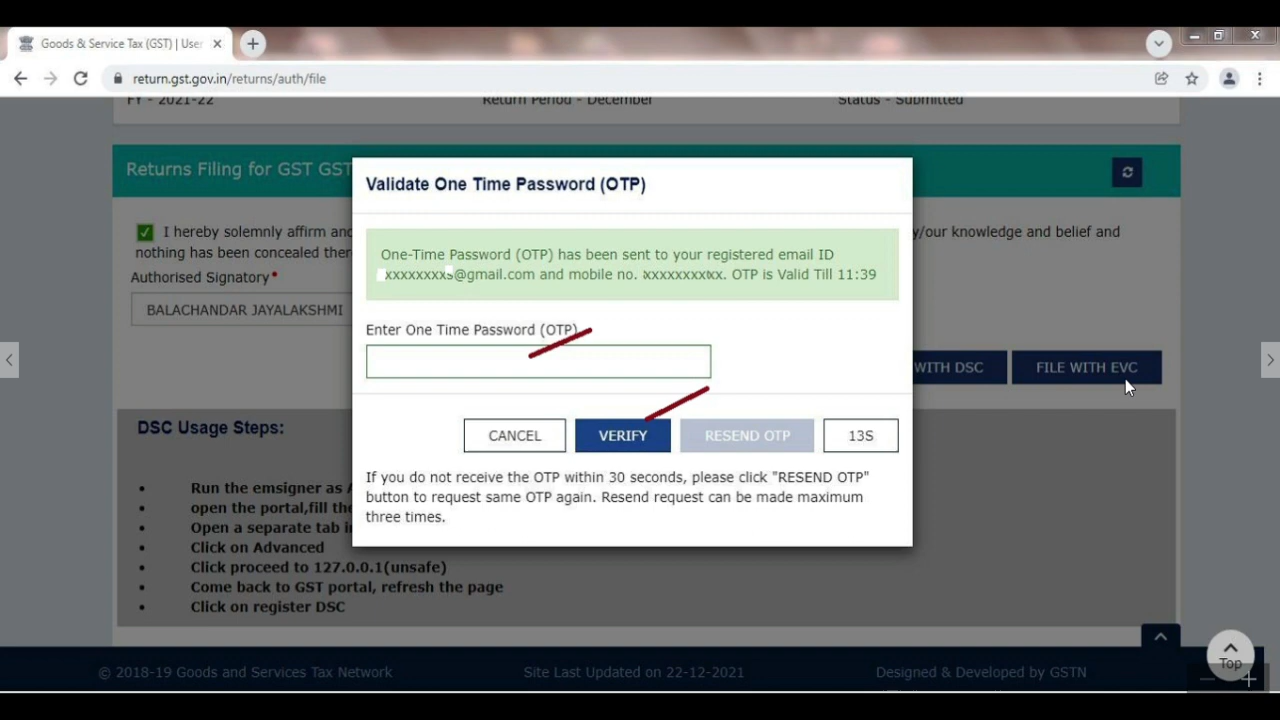 Goods & Service Tax (GST) | User
return.gst.gov.in/returns/auth/file
FY - 2021-22 Return Period - December Status - Submitted
Returns Filing for GST GST
I hereby solemnly affirm and y/our knowledge and belief and
nothing has been concealed ther
Authorised Signatory•
BALACHANDAR JAYALAKSHMI
WITH DSC FILE WITH EVC
Validate One Time Password (OTP)
One-Time Password (OTP) has been sent to your registered email ID
xxxxxxxxs@gmail.com and mobile no. xxxxxxxxxx. OTP is Valid Till 11:39
Enter One Time Password (OTP)
CANCEL VERIFY RESEND OTP 13S
If you do not receive the OTP within 30 seconds, please click "RESEND OTP"
button to request same OTP again. Resend request can be made maximum
three times.
DSC Usage Steps:
• Run the emsigner as A
• open the portal,fill the
• Open a separate tab i
• Click on Advanced
• Click proceed to 127.0.0.1(unsafe)
• Come back to GST portal, refresh the page
• Click on register DSC
Top
© 2018-19 Goods and Services Tax Network Site Last Updated on 22-12-2021 Designed & Developed by GSTN